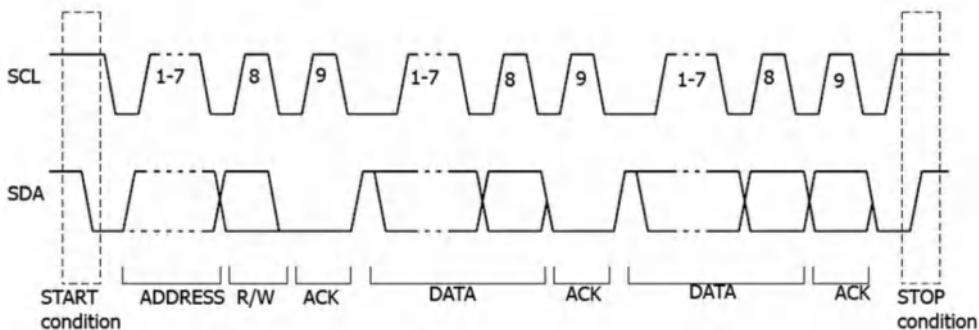 SCL
1-7 8 9 1-7 8 9 1-7 8 9
SDA
START
condition
ADDRESS R/W ACK DATA ACK DATA ACK
STOP
condition